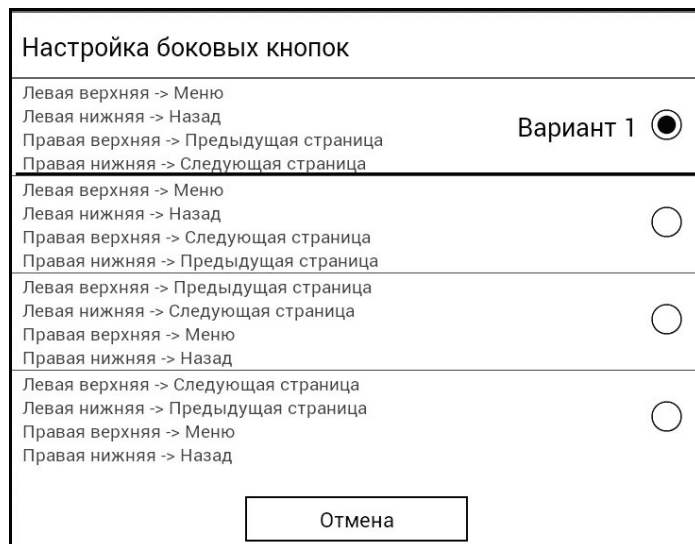 Настройка боковых кнопок
Левая верхняя -> Меню
Левая нижняя -> Назад
Правая верхняя -> Предыдущая страница
Правая нижняя -> Следующая страница
Вариант 1
Левая верхняя -> Меню
Левая нижняя -> Назад
Правая верхняя -> Следующая страница
Правая нижняя -> Предыдущая страница
Левая верхняя -> Предыдущая страница
Левая нижняя -> Следующая страница
Правая верхняя -> Меню
Правая нижняя -> Назад
Левая верхняя -> Следующая страница
Левая нижняя -> Предыдущая страница
Правая верхняя -> Меню
Правая нижняя -> Назад
Отмена